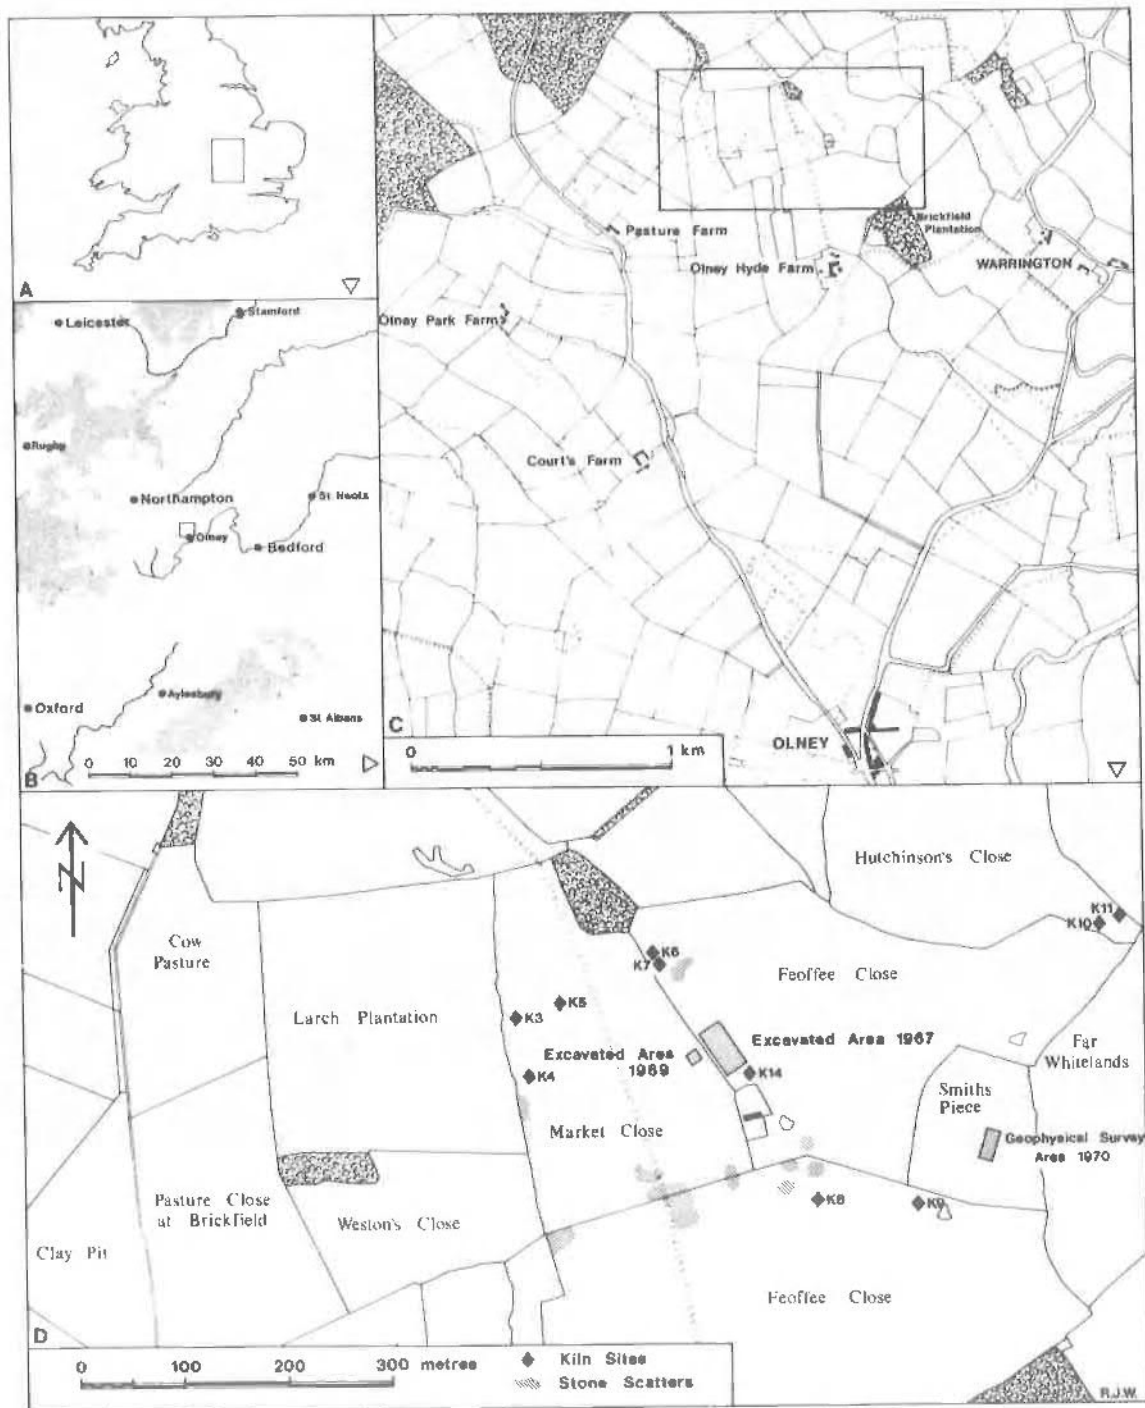 A
Leicester
Stamford
Rugby
Northampton
St Neots
Olney
Bedford
Aylesbury
Oxford
St Albans
B
0 10 20 30 40 50 km
Pasture Farm
Brickfield
Plantation
Olney Hyde Farm
WARRINGTON
Olney Park Farm
Court's Farm
C
OLNEY
0 1 km
N
Hutchinson's Close
K11
K10
Cow
Pasture
K6
K7
Feoffee Close
K5
Larch Plantation
K3
Excavated Area 1967
Excavated Area
1969
Far
Whitelands
K4
K14
Smiths
Piece
Market Close
Geophysical Survey
Area 1970
Pasture Close
at Brickfield
Weston's Close
K8
K9
Clay Pit
Feoffee Close
D
0 100 200 300 metres
Kiln Sites
Stone Scatters
R.J.W.